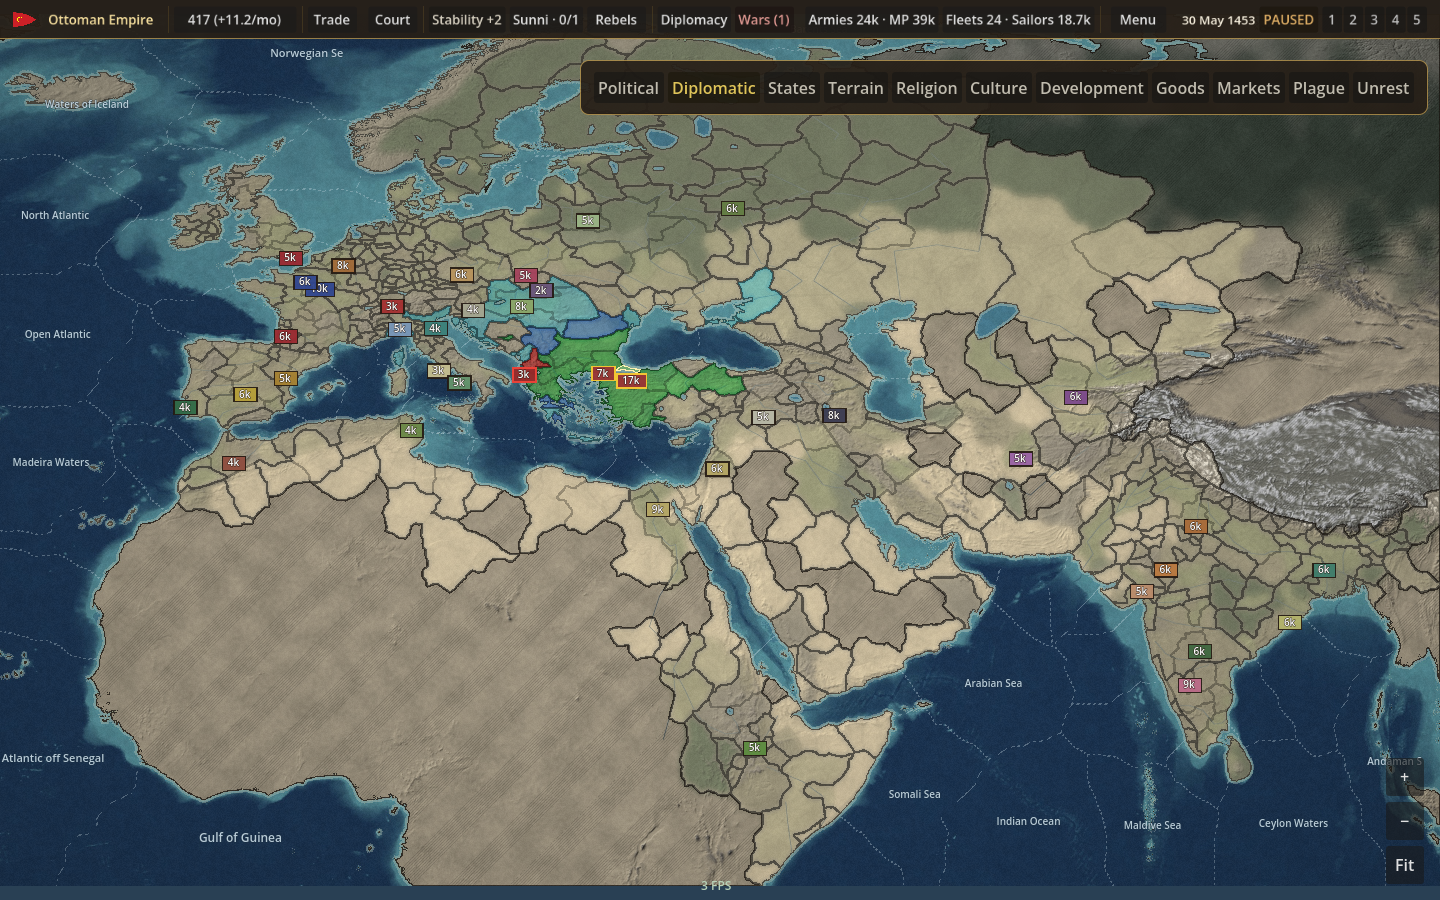 Ottoman Empire 417 (+11.2/mo) Trade Court Stability +2 Sunni · 0/1 Rebels Diplomacy Wars (1) Armies 24k · MP 39k Fleets 24 · Sailors 18.7k Menu 30 May 1453 PAUSED 1 2 3 4 5
Norwegian Se
Political Diplomatic States Terrain Religion Culture Development Goods Markets Plague Unrest
Waters of Iceland
6k
North Atlantic
5k
5k
8k
6k
5k
6k
2k
3k
8k
4k
5k
4k
Open Atlantic
6k
3k
3k
7k
5k
17k
5k
6k
6k
4k
5k
8k
4k
5k
Madeira Waters
4k
6k
9k
6k
6k
6k
5k
6k
6k
Arabian Sea
9k
5k
Atlantic off Senegal
Andaman S
+
Somali Sea
Indian Ocean
Maldive Sea
Ceylon Waters
−
Gulf of Guinea
Fit
3 FPS